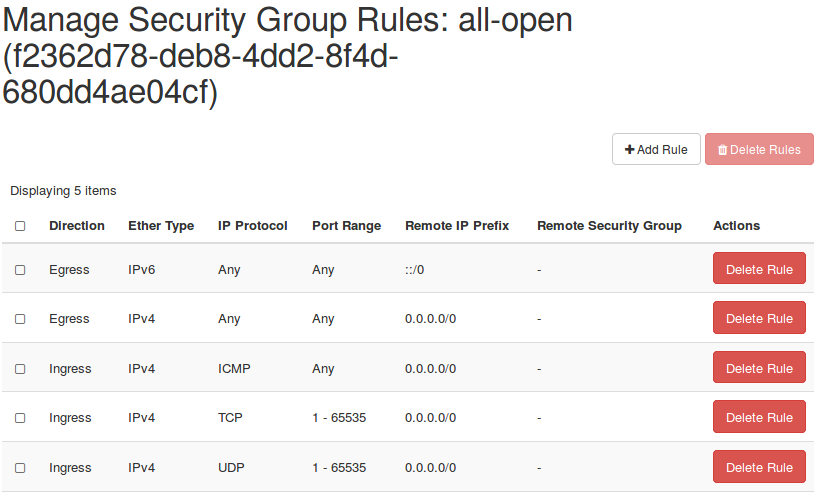 Manage Security Group Rules: all-open
(f2362d78-deb8-4dd2-8f4d-
680dd4ae04cf)
Add Rule Delete Rules
Displaying 5 items
Direction Ether Type IP Protocol Port Range Remote IP Prefix Remote Security Group Actions
Egress IPv6 Any Any ::/0 - Delete Rule
Egress IPv4 Any Any 0.0.0.0/0 - Delete Rule
Ingress IPv4 ICMP Any 0.0.0.0/0 - Delete Rule
Ingress IPv4 TCP 1 - 65535 0.0.0.0/0 - Delete Rule
Ingress IPv4 UDP 1 - 65535 0.0.0.0/0 - Delete Rule